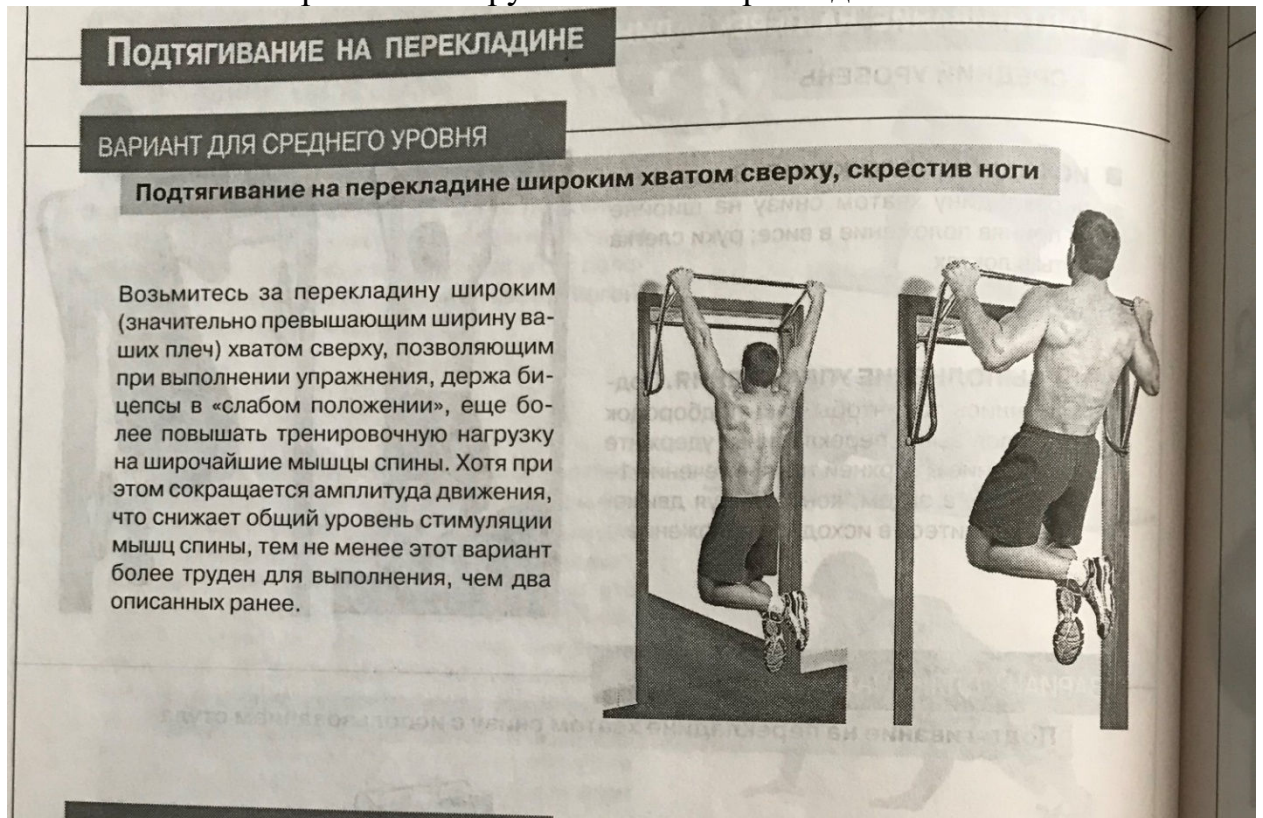 ПОДТЯГИВАНИЕ НА ПЕРЕКЛАДИНЕ
ВАРИАНТ ДЛЯ СРЕДНЕГО УРОВНЯ
Подтягивание на перекладине широким хватом сверху, скрестив ноги
Возьмитесь за перекладину широким
(значительно превышающим ширину ва-
ших плеч) хватом сверху, позволяющим
при выполнении упражнения, держа би-
цепсы в «слабом положении», еще бо-
лее повышать тренировочную нагрузку
на широчайшие мышцы спины. Хотя при
этом сокращается амплитуда движения,
что снижает общий уровень стимуляции
мышц спины, тем не менее этот вариант
более труден для выполнения, чем два
описанных ранее.